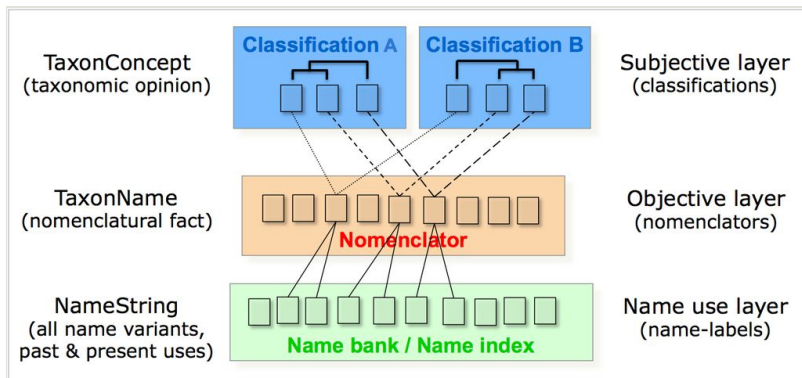 TaxonConcept
(taxonomic opinion)
Classification A
Classification B
Subjective layer
(classifications)
TaxonName
(nomenclatural fact)
Nomenclator
Objective layer
(nomenclators)
NameString
(all name variants,
past & present uses)
Name bank / Name index
Name use layer
(name-labels)